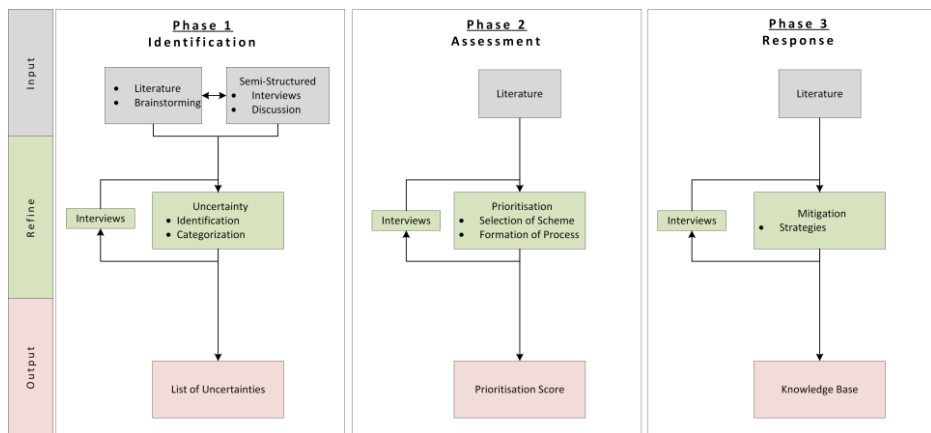 Phase 1
Identification
Phase 2
Assessment
Phase 3
Response
Input
Refine
Output
• Literature
• Brainstorming
Semi-Structured
• Interviews
• Discussion
Literature
Literature
Interviews
Uncertainty
• Identification
• Categorization
Interviews
Prioritisation
• Selection of Scheme
• Formation of Process
Interviews
Mitigation
• Strategies
List of Uncertainties
Prioritisation Score
Knowledge Base